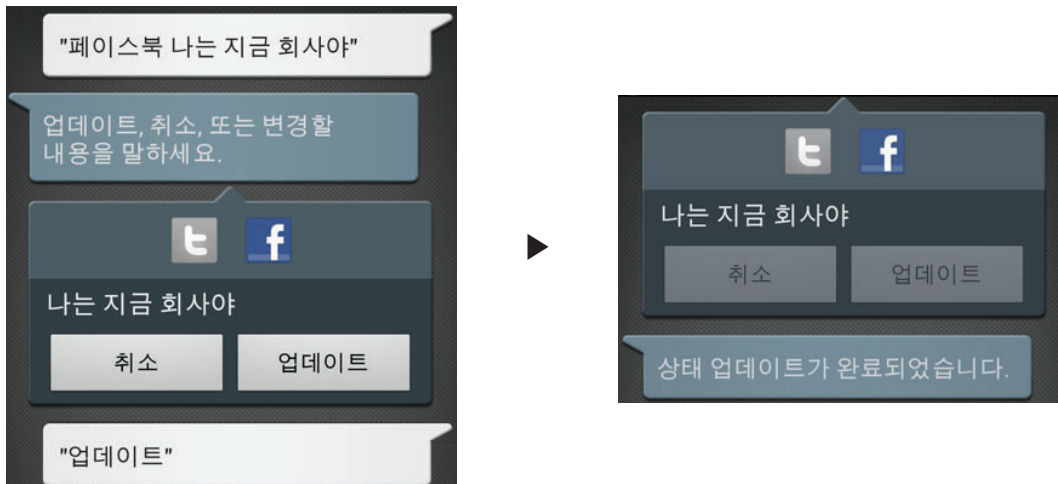 "페이스북 나는 지금 회사야"
업데이트, 취소, 또는 변경할
내용을 말하세요.
나는 지금 회사야
취소
업데이트
"업데이트"
나는 지금 회사야
취소
업데이트
상태 업데이트가 완료되었습니다.